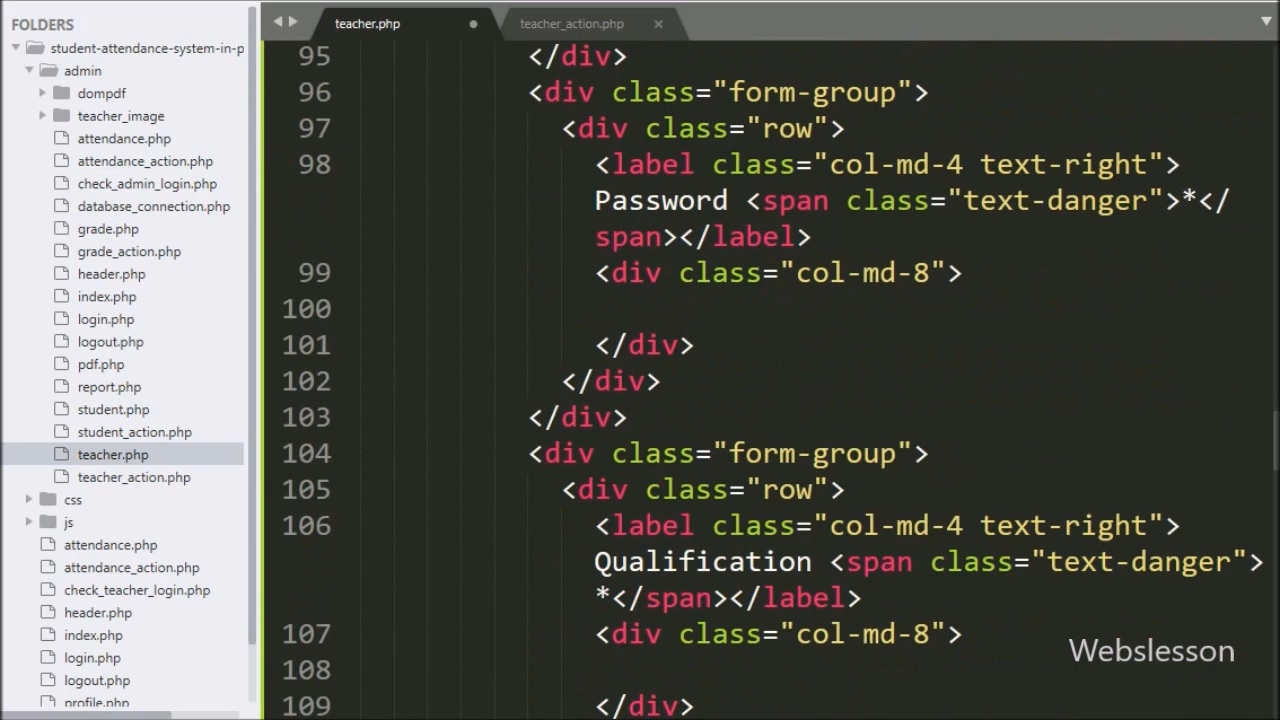 FOLDERS
student-attendance-system-in-p
admin
dompdf
teacher_image
attendance.php
attendance_action.php
check_admin_login.php
database_connection.php
grade.php
grade_action.php
header.php
index.php
login.php
logout.php
pdf.php
report.php
student.php
student_action.php
teacher.php
teacher_action.php
css
js
attendance.php
attendance_action.php
check_teacher_login.php
header.php
index.php
login.php
logout.php
profile.php
teacher.php
teacher_action.php
95 </div>
96 <div class="form-group">
97 <div class="row">
98 <label class="col-md-4 text-right">
Password <span class="text-danger">*</
span></label>
99 <div class="col-md-8">
100
101 </div>
102 </div>
103 </div>
104 <div class="form-group">
105 <div class="row">
106 <label class="col-md-4 text-right">
Qualification <span class="text-danger">
*</span></label>
107 <div class="col-md-8">
108
109 </div>
Webslesson